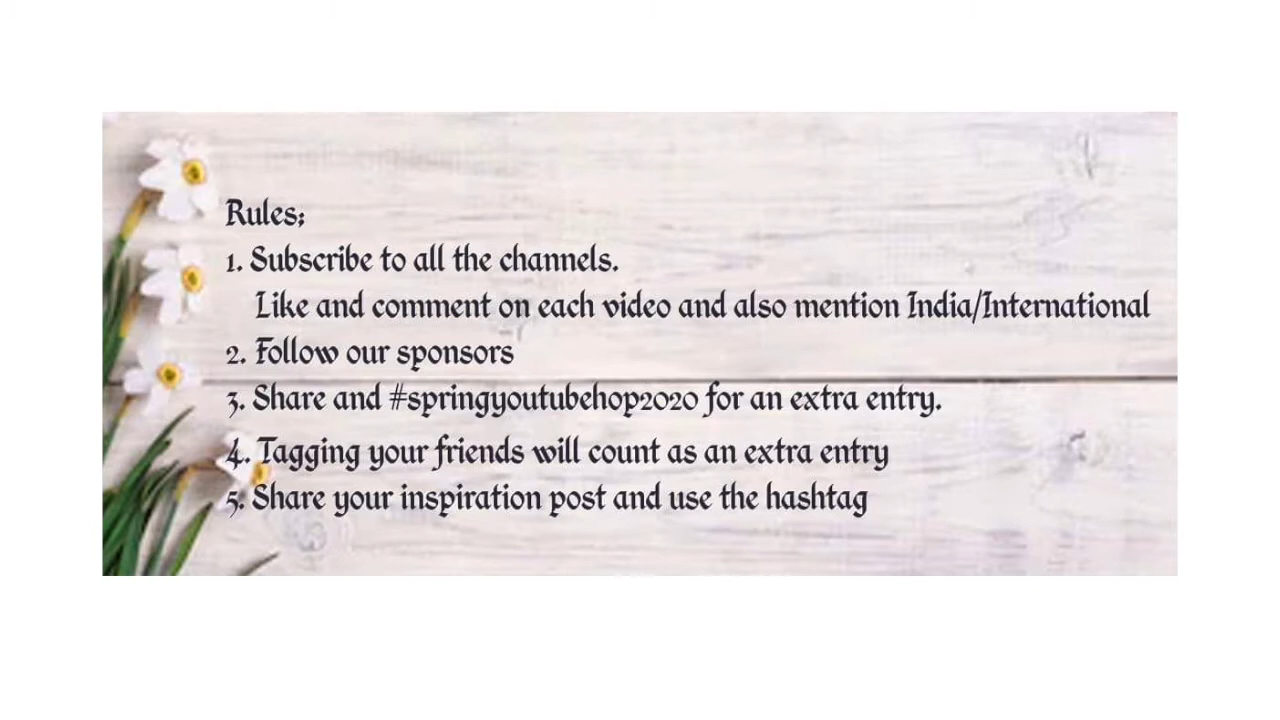 Rules;
1. Subscribe to all the channels.
Like and comment on each video and also mention India/International
2. Follow our sponsors
3. Share and #springyoutubehop2020 for an extra entry.
4. Tagging your friends will count as an extra entry
5. Share your inspiration post and use the hashtag